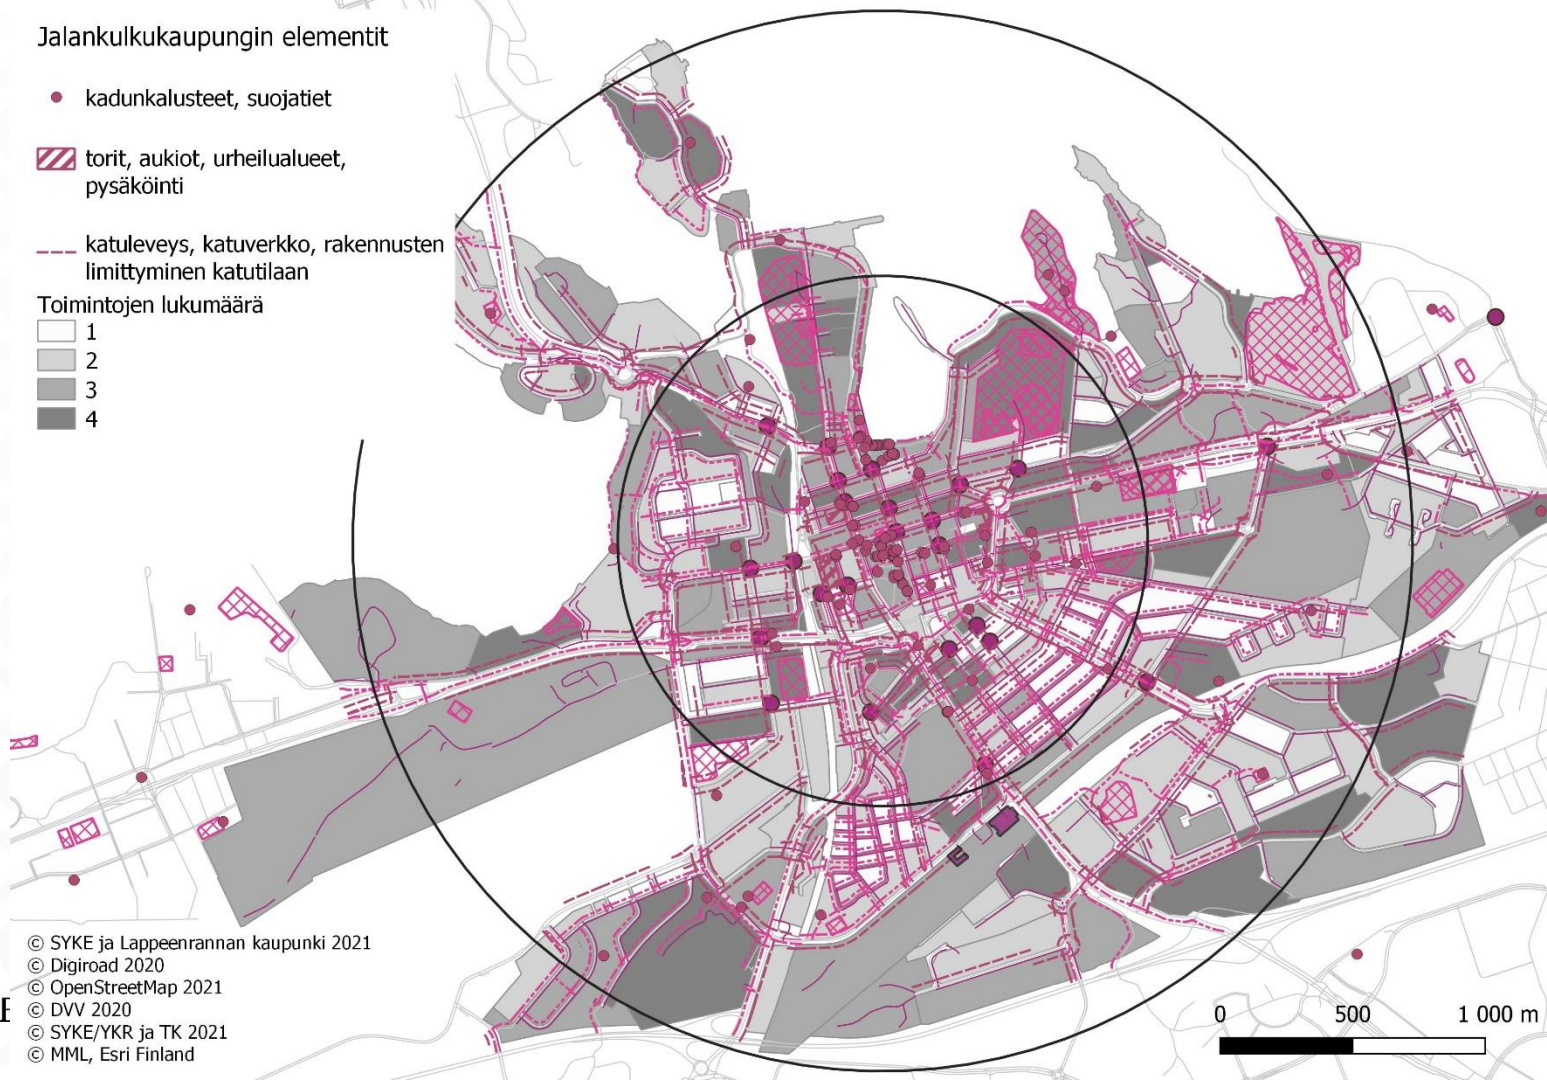 Jalankulkukaupungin elementit
kadunkalusteet, suojatiet
torit, aukiot, urheilualueet,
pysäköinti
katuleveys, katuverkko, rakennusten
limittyminen katutilaan
Toimintojen lukumäärä
1
2
3
4
© SYKE ja Lappeenrannan kaupunki 2021
© Digiroad 2020
© OpenStreetMap 2021
© DVV 2020
© SYKE/YKR ja TK 2021
© MML, Esri Finland
0 500 1 000 m